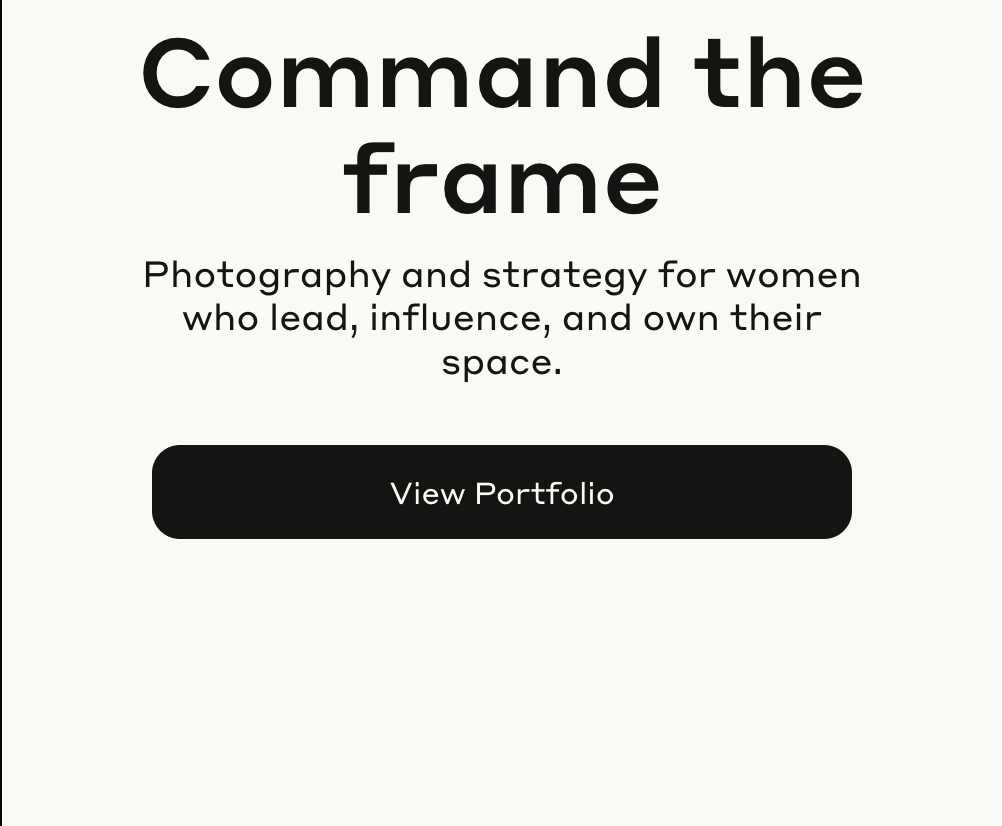 Command the
frame
Photography and strategy for women
who lead, influence, and own their
space.
View Portfolio